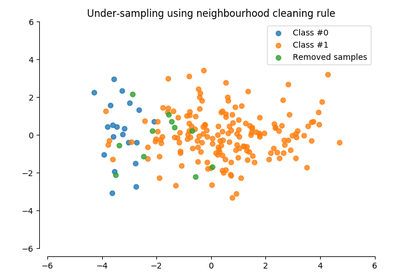 Under-sampling using neighbourhood cleaning rule
6
Class #0
Class #1
Removed samples
4
2
0
−2
−4
−6
−6 −4 −2 0 2 4 6